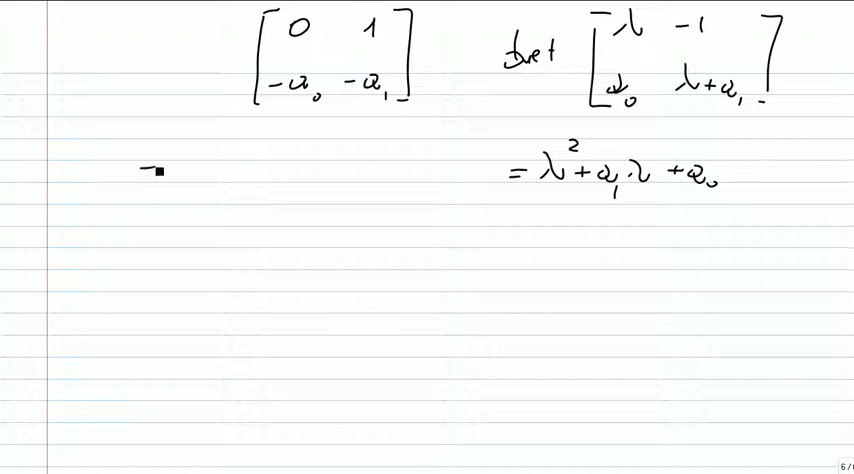 [0 1; -a₀ -a₁] det [λ -1; a₀ λ+a₁]
= λ² + a₁λ + a₀